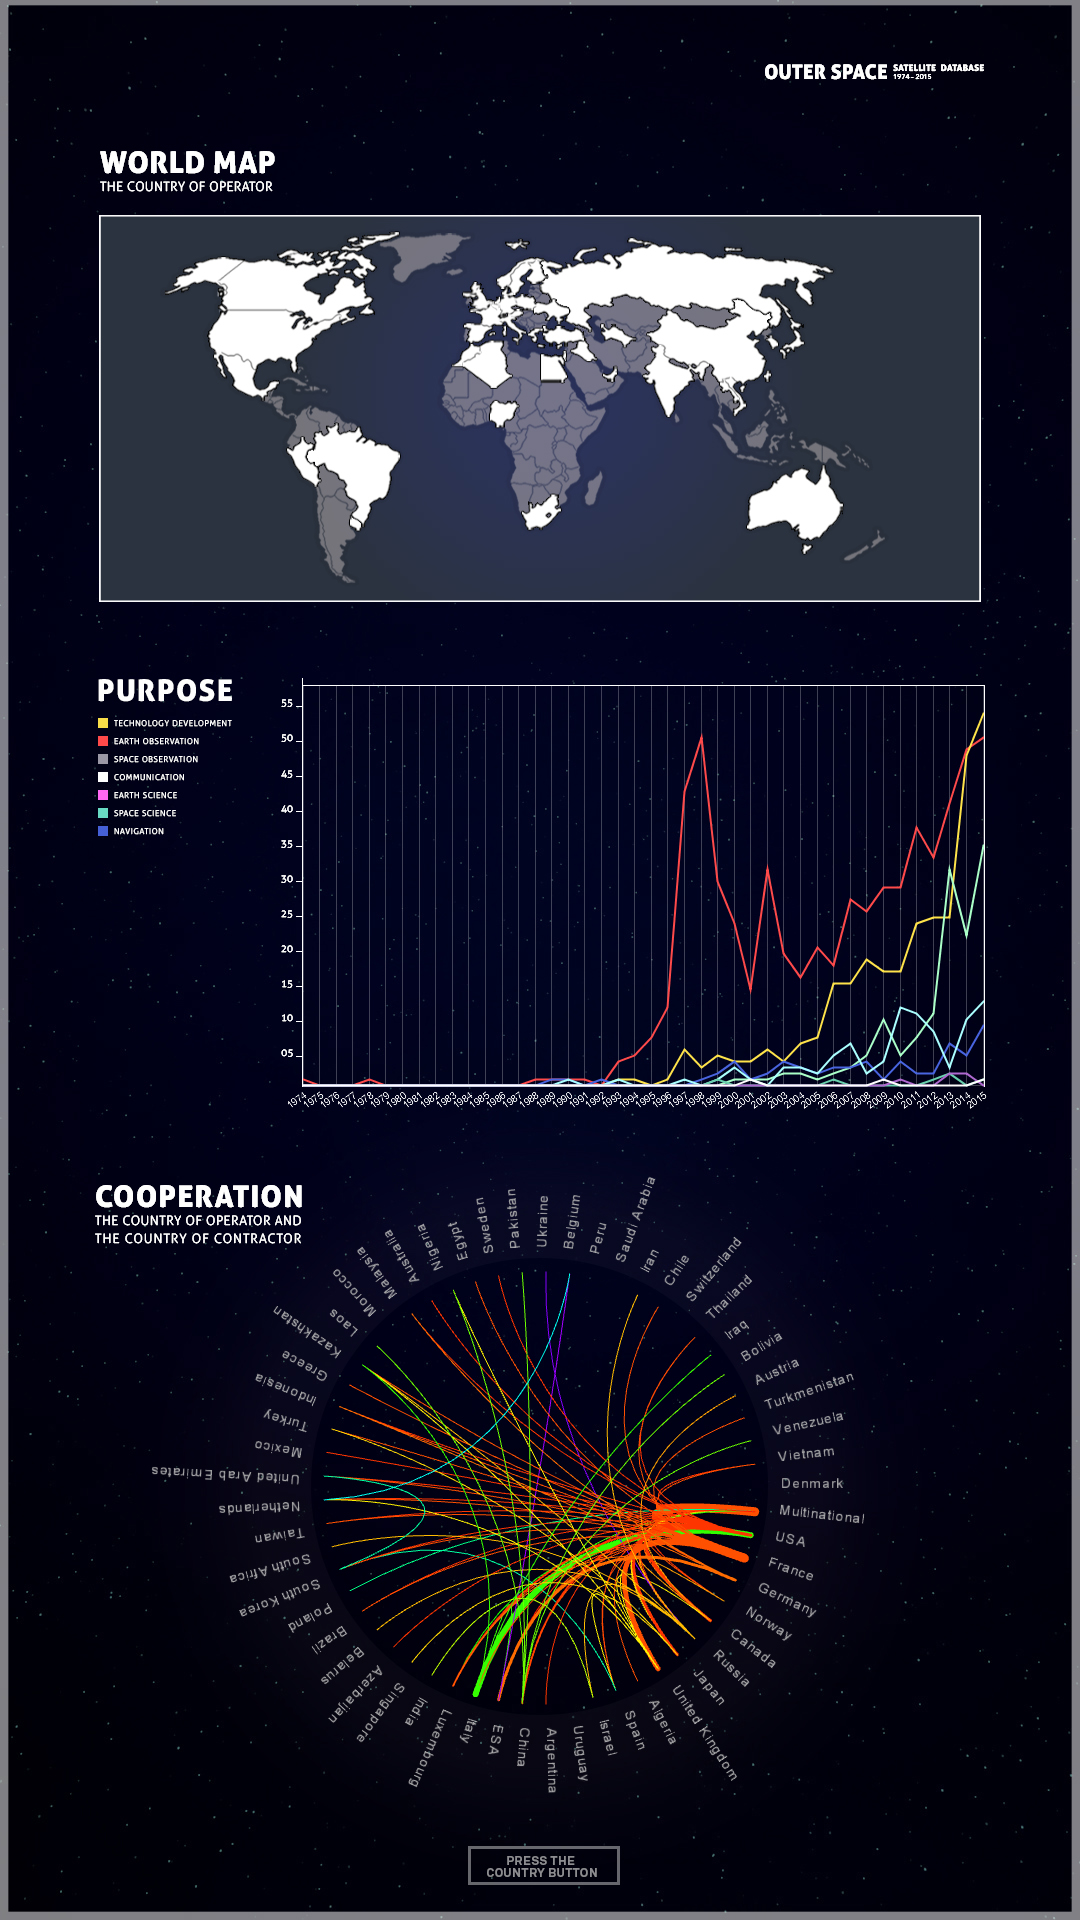 OUTER SPACE SATELLITE DATABASE
1974-2015
WORLD MAP
THE COUNTRY OF OPERATOR
PURPOSE
TECHNOLOGY DEVELOPMENT
EARTH OBSERVATION
SPACE OBSERVATION
COMMUNICATION
EARTH SCIENCE
SPACE SCIENCE
NAVIGATION
55
50
45
40
35
30
25
20
15
10
05
1974
1975
1976
1977
1978
1979
1980
1981
1982
1983
1984
1985
1986
1987
1988
1989
1990
1991
1992
1993
1994
1995
1996
1997
1998
1999
2000
2001
2002
2003
2004
2005
2006
2007
2008
2009
2010
2011
2012
2013
2014
2015
COOPERATION
THE COUNTRY OF OPERATOR AND
THE COUNTRY OF CONTRACTOR
Kazakhstan
Laos
Morocco
Malaysia
Australia
Nigeria
Egypt
Sweden
Pakistan
Ukraine
Belgium
Peru
Saudi Arabia
Iran
Chile
Switzerland
Thailand
Iraq
Bolivia
Austria
Turkmenistan
Venezuela
Vietnam
Denmark
Multinational
USA
France
Germany
Norway
Canada
Russia
Japan
United Kingdom
Algeria
Spain
Israel
Uruguay
Argentina
China
ESA
Italy
Luxembourg
India
Singapore
Azerbaijan
Belarus
Brazil
Poland
South Korea
South Africa
Taiwan
Netherlands
United Arab Emirates
Mexico
Turkey
Indonesia
Greece
PRESS THE
COUNTRY BUTTON